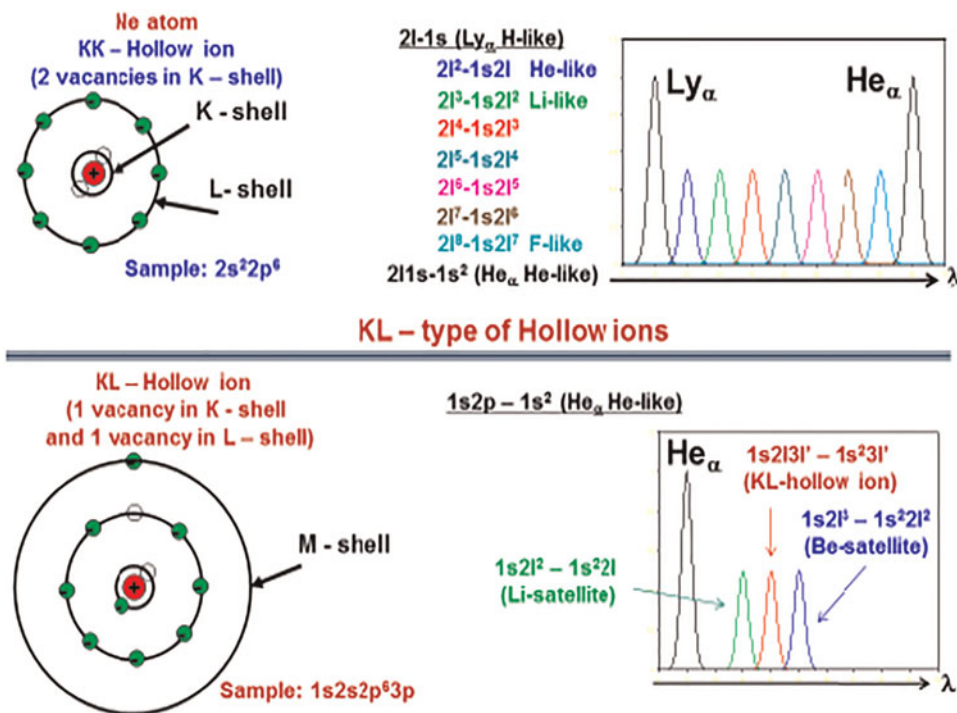 Ne atom
KK – Hollow ion
(2 vacancies in K – shell)
K - shell
L- shell
Sample: 2s²2p⁶
2l-1s (Lyα H-like)
2l²-1s2l He-like
2l³-1s2l² Li-like
2l⁴-1s2l³
2l⁵-1s2l⁴
2l⁶-1s2l⁵
2l⁷-1s2l⁶
2l⁸-1s2l⁷ F-like
2l1s-1s² (Heα He-like)
Lyα
Heα
λ
KL – type of Hollow ions
KL – Hollow ion
(1 vacancy in K - shell
and 1 vacancy in L – shell)
M - shell
Sample: 1s2s2p⁶3p
1s2p – 1s² (Heα He-like)
Heα
1s2l3l' – 1s²3l'
(KL-hollow ion)
1s2l³ – 1s²2l²
(Be-satellite)
1s2l² – 1s²2l
(Li-satellite)
λ